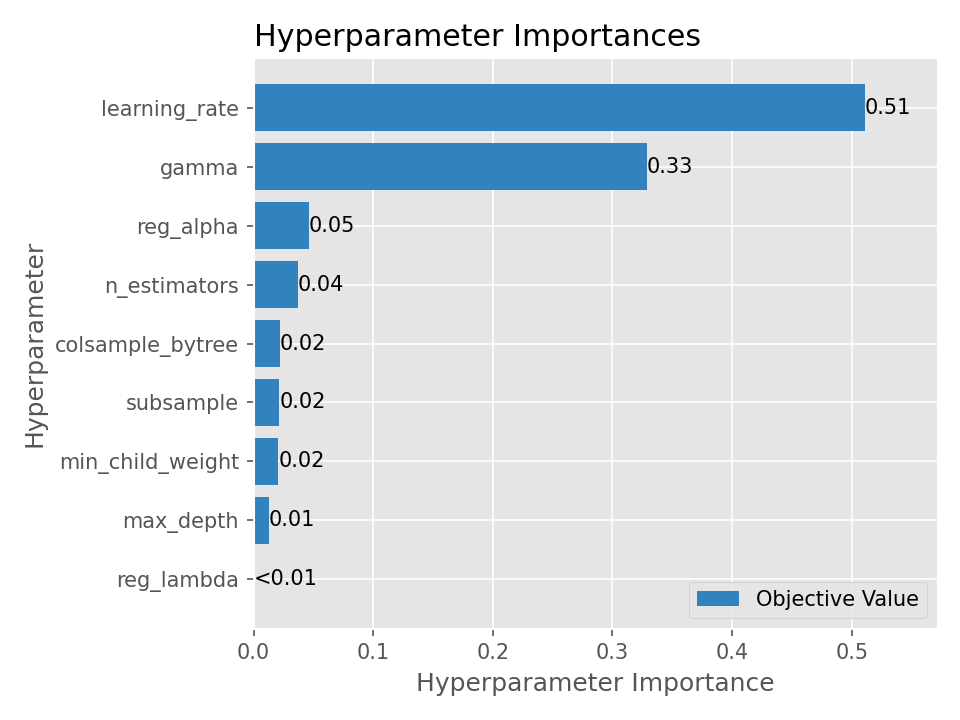 Hyperparameter Importances
learning_rate 0.51
gamma 0.33
reg_alpha 0.05
n_estimators 0.04
colsample_bytree 0.02
subsample 0.02
min_child_weight 0.02
max_depth 0.01
reg_lambda <0.01
Hyperparameter
Objective Value
0.0 0.1 0.2 0.3 0.4 0.5
Hyperparameter Importance